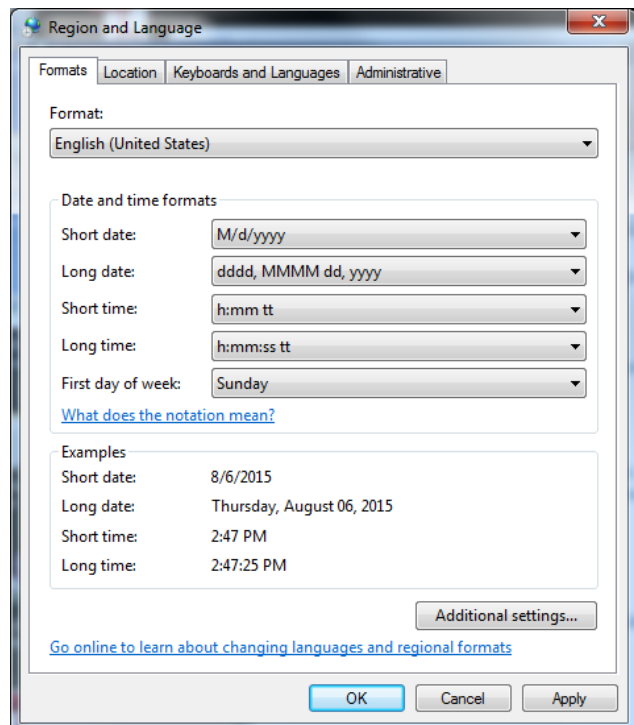 Region and Language
Formats Location Keyboards and Languages Administrative
Format:
English (United States)
Date and time formats
Short date: M/d/yyyy
Long date: dddd, MMMM dd, yyyy
Short time: h:mm tt
Long time: h:mm:ss tt
First day of week: Sunday
What does the notation mean?
Examples
Short date: 8/6/2015
Long date: Thursday, August 06, 2015
Short time: 2:47 PM
Long time: 2:47:25 PM
Additional settings...
Go online to learn about changing languages and regional formats
OK Cancel Apply